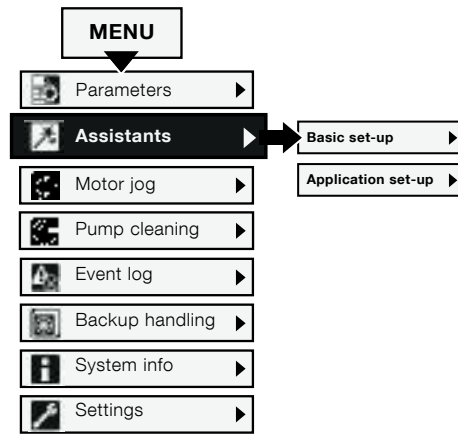 MENU
Parameters
Assistants
Basic set-up
Application set-up
Motor jog
Pump cleaning
Event log
Backup handling
System info
Settings